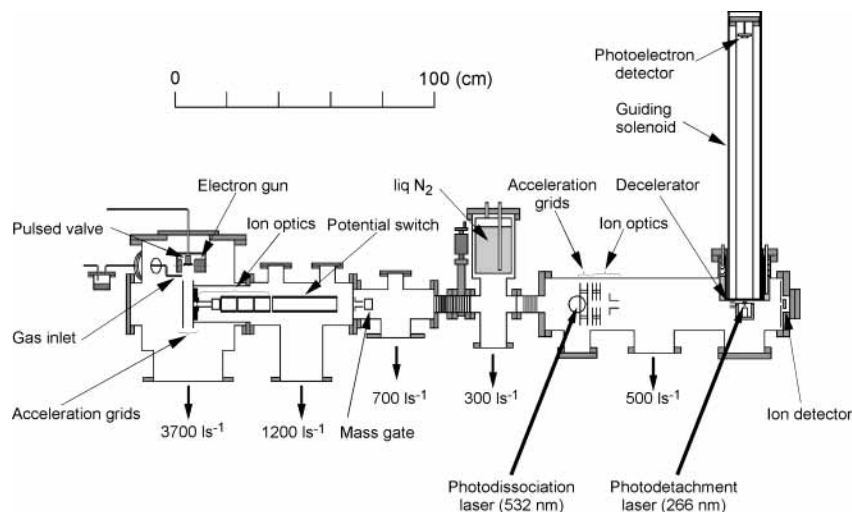 0
100 (cm)
Photoelectron
detector
Guiding
solenoid
liq N2
Acceleration
grids
Decelerator
Ion optics
Electron gun
Ion optics
Pulsed valve
Potential switch
Gas inlet
Acceleration grids
3700 ls-1
1200 ls-1
Mass gate
700 ls-1
300 ls-1
500 ls-1
Ion detector
Photodissociation
laser (532 nm)
Photodetachment
laser (266 nm)